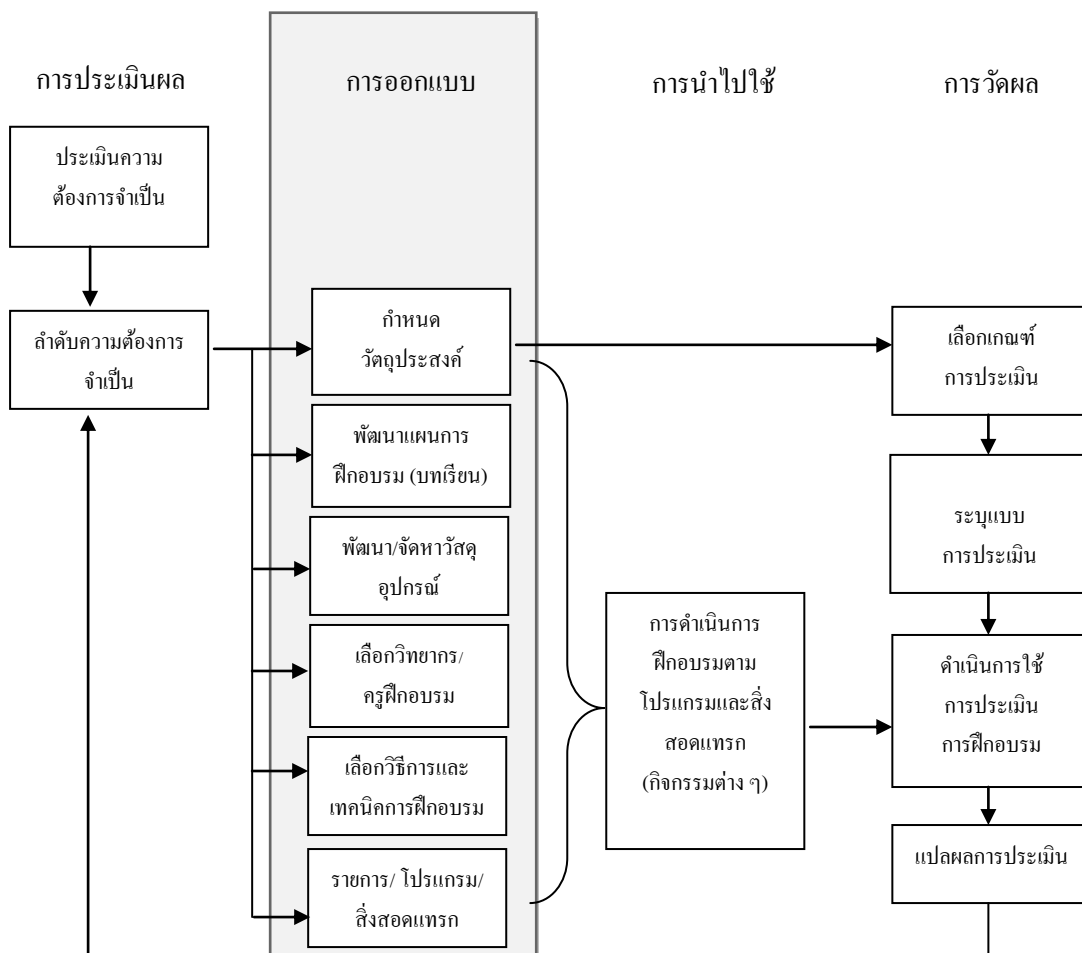 การประเมินผล
การออกแบบ
การนำไปใช้
การวัดผล
ประเมินความ
ต้องการจำเป็น
ลำดับความต้องการ
จำเป็น
กำหนด
วัตถุประสงค์
พัฒนาแผนการ
ฝึกอบรม (บทเรียน)
พัฒนา/จัดหาวัสดุ
อุปกรณ์
เลือกวิทยากร/
ครูฝึกอบรม
เลือกวิธีการและ
เทคนิคการฝึกอบรม
รายการ/ โปรแกรม/
สิ่งสอดแทรก
การดำเนินการ
ฝึกอบรมตาม
โปรแกรมและสิ่ง
สอดแทรก
(กิจกรรมต่าง ๆ)
เลือกเกณฑ์
การประเมิน
ระบุแบบ
การประเมิน
ดำเนินการใช้
การประเมิน
การฝึกอบรม
แปลผลการประเมิน